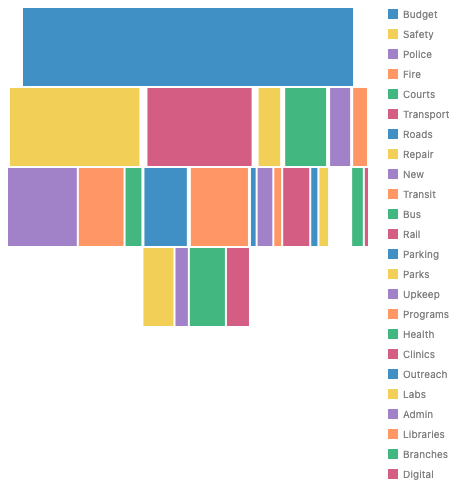 Budget
Safety
Police
Fire
Courts
Transport
Roads
Repair
New
Transit
Bus
Rail
Parking
Parks
Upkeep
Programs
Health
Clinics
Outreach
Labs
Admin
Libraries
Branches
Digital